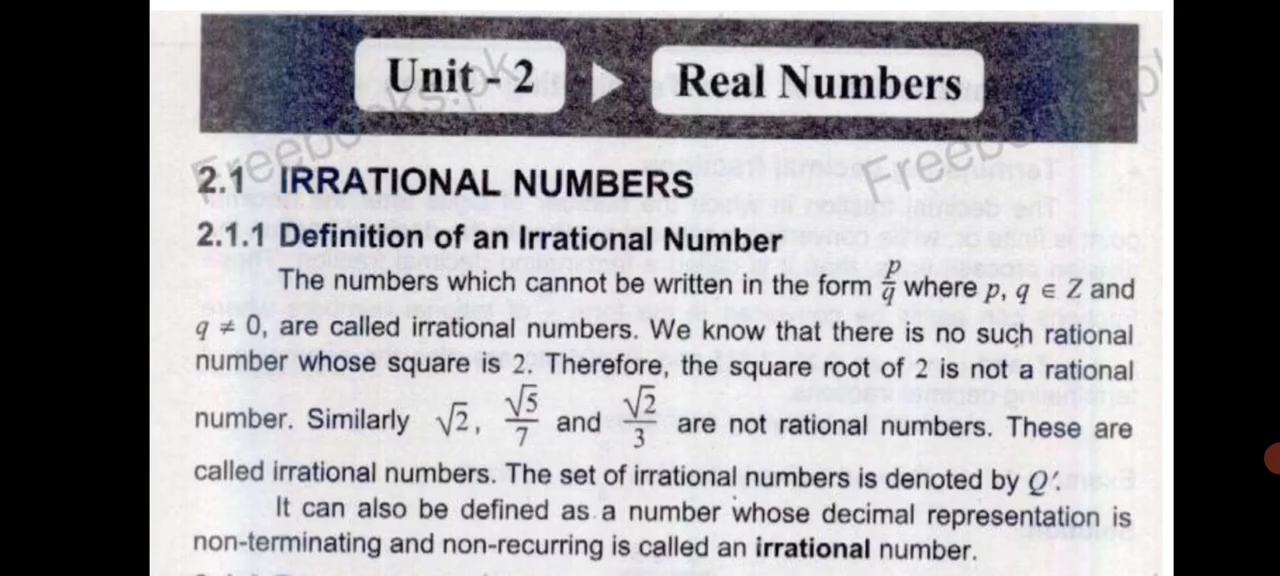 Unit - 2 Real Numbers
Freebooks.pk
2.1 IRRATIONAL NUMBERS
2.1.1 Definition of an Irrational Number
The numbers which cannot be written in the form p/q where p, q ∈ Z and
q ≠ 0, are called irrational numbers. We know that there is no such rational
number whose square is 2. Therefore, the square root of 2 is not a rational
number. Similarly √2, √5/7 and √2/3 are not rational numbers. These are
called irrational numbers. The set of irrational numbers is denoted by Q′.
It can also be defined as a number whose decimal representation is
non-terminating and non-recurring is called an irrational number.